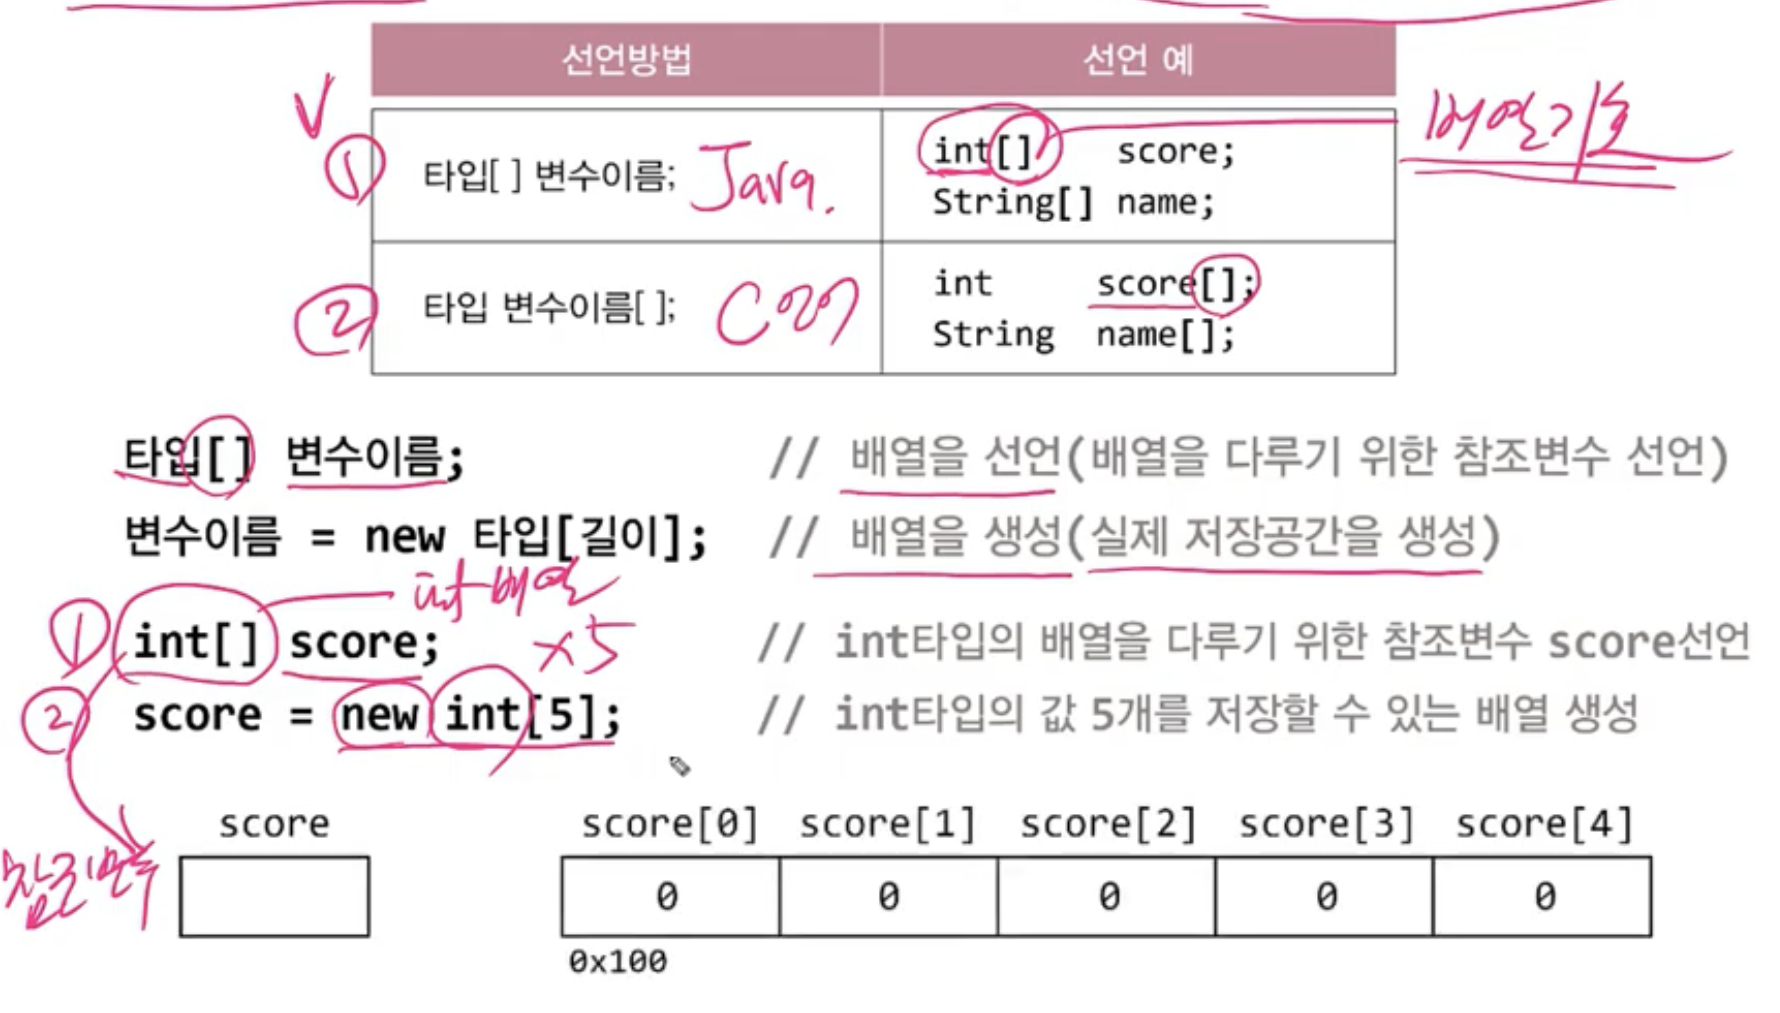 선언방법 선언 예
V
① 타입[ ] 변수이름; Java. int[] score; 배열기호
String[] name;
② 타입 변수이름[ ]; C언어 int score[];
String name[];
타입[] 변수이름; // 배열을 선언(배열을 다루기 위한 참조변수 선언)
변수이름 = new 타입[길이]; // 배열을 생성(실제 저장공간을 생성)
int배열
① int[] score; ×5 // int타입의 배열을 다루기 위한 참조변수 score선언
② score = new int[5]; // int타입의 값 5개를 저장할 수 있는 배열 생성
score score[0] score[1] score[2] score[3] score[4]
참조변수 0 0 0 0 0
0x100